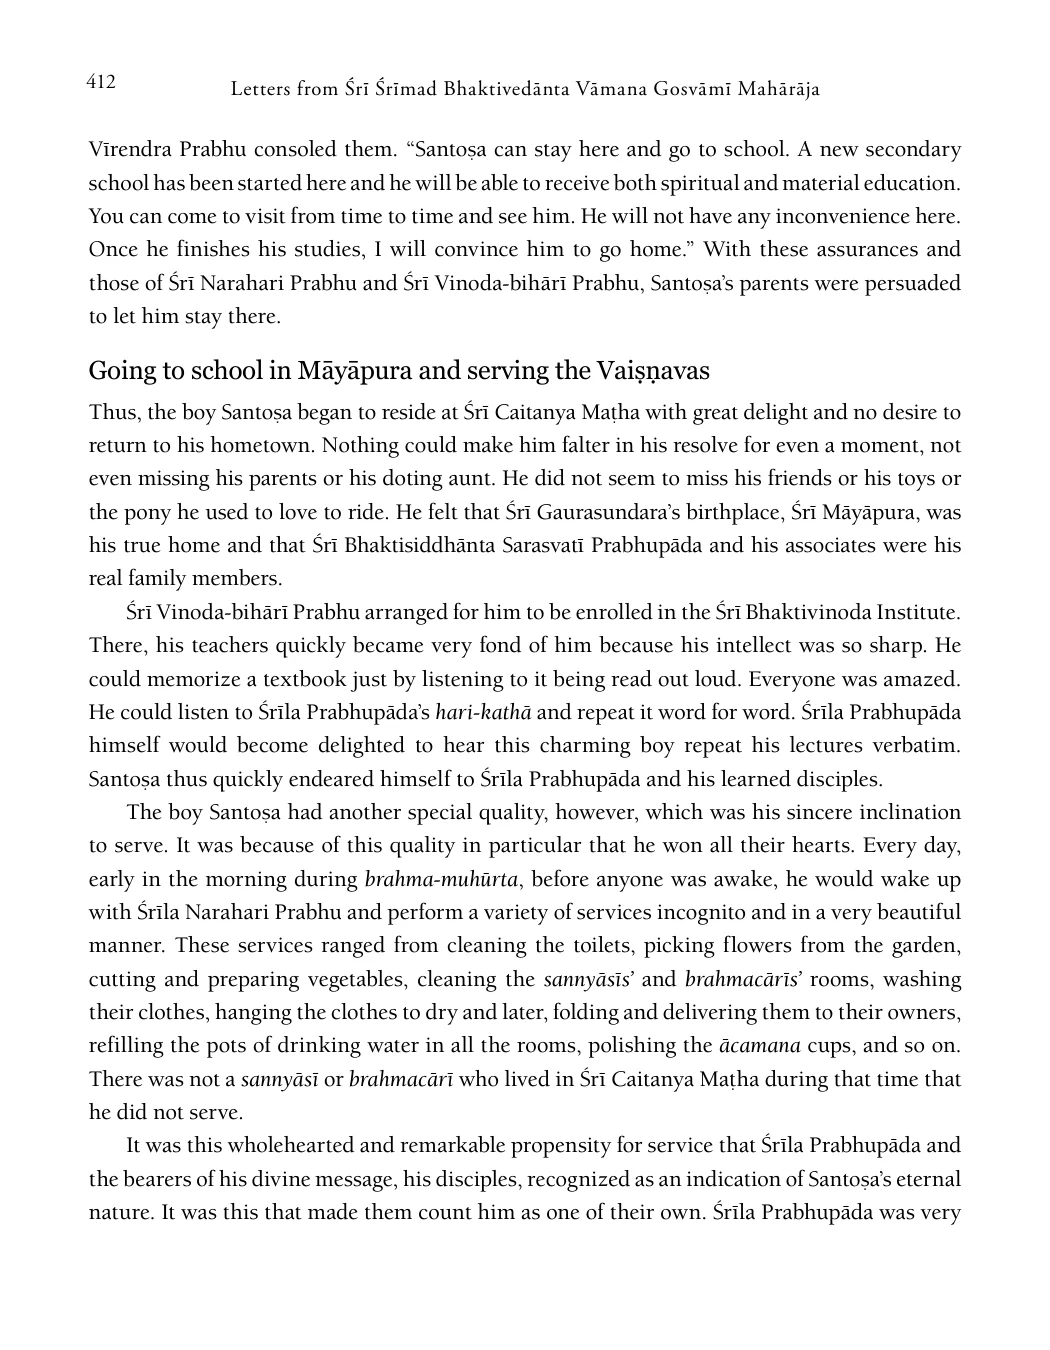 412
Letters from Śrī Śrīmad Bhaktivedānta Vāmana Gosvāmī Mahārāja
Vīrendra Prabhu consoled them. “Santoṣa can stay here and go to school. A new secondary
school has been started here and he will be able to receive both spiritual and material education.
You can come to visit from time to time and see him. He will not have any inconvenience here.
Once he finishes his studies, I will convince him to go home.” With these assurances and
those of Śrī Narahari Prabhu and Śrī Vinoda-bihārī Prabhu, Santoṣa’s parents were persuaded
to let him stay there.
Going to school in Māyāpura and serving the Vaiṣṇavas
Thus, the boy Santoṣa began to reside at Śrī Caitanya Maṭha with great delight and no desire to
return to his hometown. Nothing could make him falter in his resolve for even a moment, not
even missing his parents or his doting aunt. He did not seem to miss his friends or his toys or
the pony he used to love to ride. He felt that Śrī Gaurasundara’s birthplace, Śrī Māyāpura, was
his true home and that Śrī Bhaktisiddhānta Sarasvatī Prabhupāda and his associates were his
real family members.
Śrī Vinoda-bihārī Prabhu arranged for him to be enrolled in the Śrī Bhaktivinoda Institute.
There, his teachers quickly became very fond of him because his intellect was so sharp. He
could memorize a textbook just by listening to it being read out loud. Everyone was amazed.
He could listen to Śrīla Prabhupāda’s hari-kathā and repeat it word for word. Śrīla Prabhupāda
himself would become delighted to hear this charming boy repeat his lectures verbatim.
Santoṣa thus quickly endeared himself to Śrīla Prabhupāda and his learned disciples.
The boy Santoṣa had another special quality, however, which was his sincere inclination
to serve. It was because of this quality in particular that he won all their hearts. Every day,
early in the morning during brahma-muhūrta, before anyone was awake, he would wake up
with Śrīla Narahari Prabhu and perform a variety of services incognito and in a very beautiful
manner. These services ranged from cleaning the toilets, picking flowers from the garden,
cutting and preparing vegetables, cleaning the sannyāsīs’ and brahmacārīs’ rooms, washing
their clothes, hanging the clothes to dry and later, folding and delivering them to their owners,
refilling the pots of drinking water in all the rooms, polishing the ācamana cups, and so on.
There was not a sannyāsī or brahmacārī who lived in Śrī Caitanya Maṭha during that time that
he did not serve.
It was this wholehearted and remarkable propensity for service that Śrīla Prabhupāda and
the bearers of his divine message, his disciples, recognized as an indication of Santoṣa’s eternal
nature. It was this that made them count him as one of their own. Śrīla Prabhupāda was very